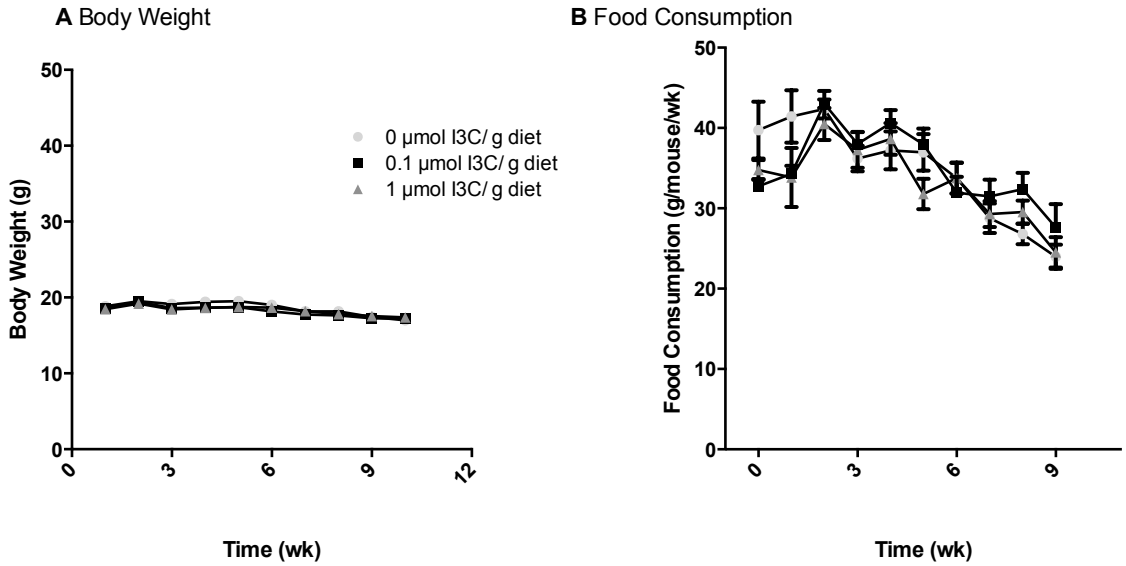 A Body Weight
50
40
30
20
10
0
Body Weight (g)
0 µmol I3C/ g diet
0.1 µmol I3C/ g diet
1 µmol I3C/ g diet
0 3 6 9 12
Time (wk)
B Food Consumption
50
40
30
20
10
0
Food Consumption (g/mouse/wk)
0 3 6 9
Time (wk)